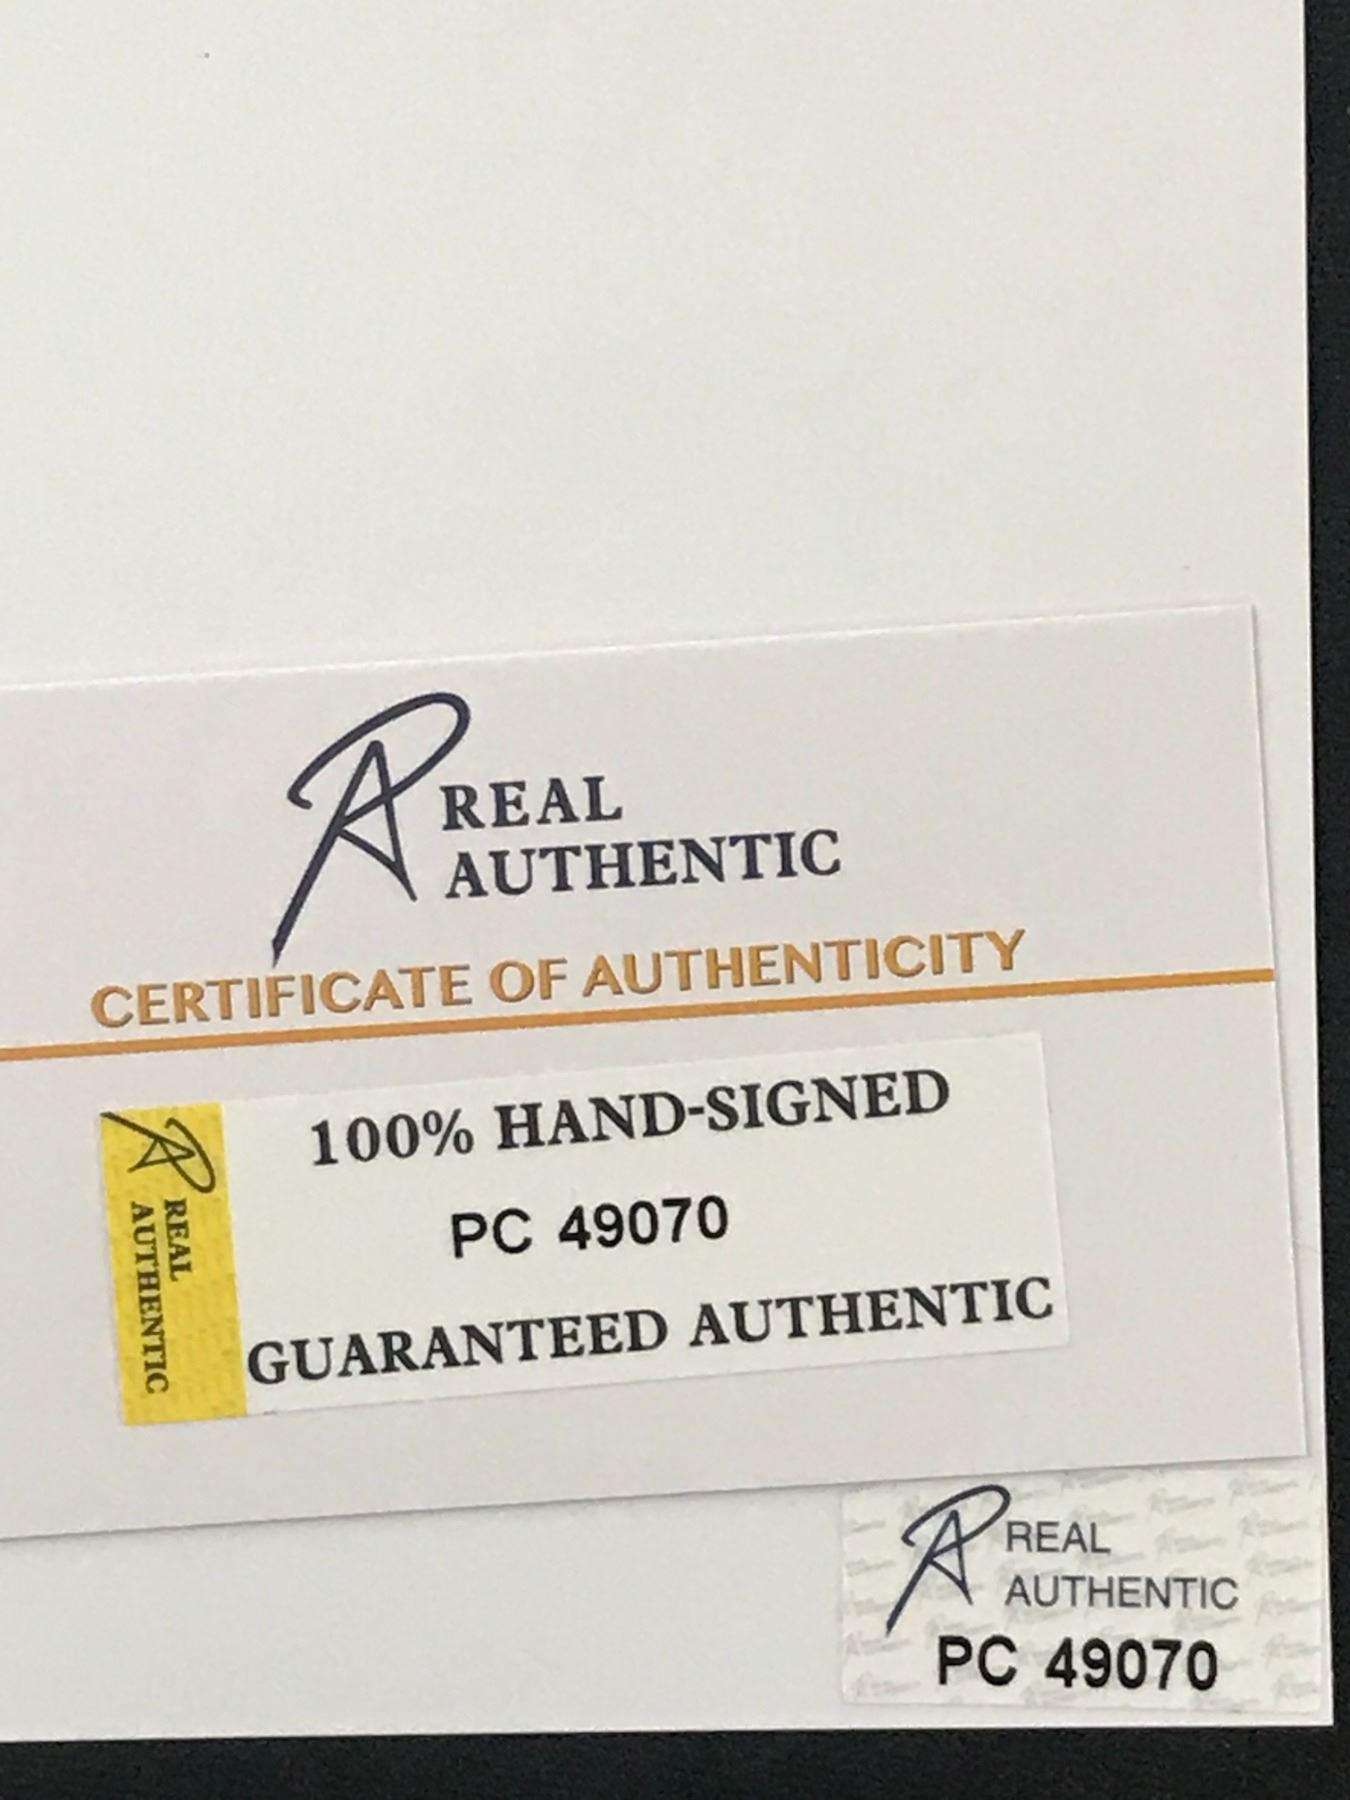 REAL
AUTHENTIC
CERTIFICATE OF AUTHENTICITY
REAL
AUTHENTIC
100% HAND-SIGNED
PC 49070
GUARANTEED AUTHENTIC
REAL
AUTHENTIC
PC 49070